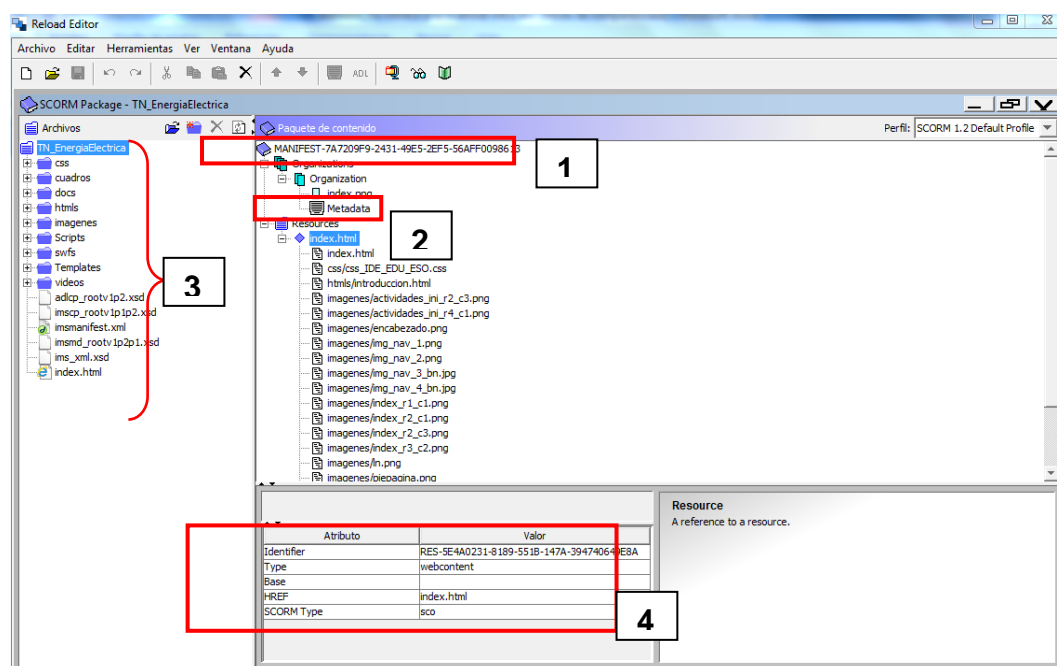 Reload Editor
Archivo Editar Herramientas Ver Ventana Ayuda
ADL
SCORM Package - TN_EnergiaElectrica
Archivos
TN_EnergiaElectrica
css
cuadros
docs
htmls
imagenes
Scripts
swfs
Templates
videos
adlcp_rootv1p2.xsd
imscp_rootv1p1p2.xsd
imsmanifest.xml
imsmd_rootv1p2p1.xsd
ims_xml.xsd
index.html
3
Paquete de contenido
Perfil: SCORM 1.2 Default Profile
MANIFEST-7A7209F9-2431-49E5-2EF5-56AFF0098613
1
Organizations
Organization
index.png
Metadata
2
Resources
index.html
index.html
css/css_IDE_EDU_ESO.css
htmls/introduccion.html
imagenes/actividades_ini_r2_c3.png
imagenes/actividades_ini_r4_c1.png
imagenes/encabezado.png
imagenes/img_nav_1.png
imagenes/img_nav_2.png
imagenes/img_nav_3_bn.jpg
imagenes/img_nav_4_bn.jpg
imagenes/index_r1_c1.png
imagenes/index_r2_c1.png
imagenes/index_r2_c3.png
imagenes/index_r3_c2.png
imagenes/ln.png
imagenes/piepagina.png
Atributo Valor
Identifier RES-5E4A0231-8189-551B-147A-394740649E8A
Type webcontent
Base
HREF index.html
SCORM Type sco
4
Resource
A reference to a resource.